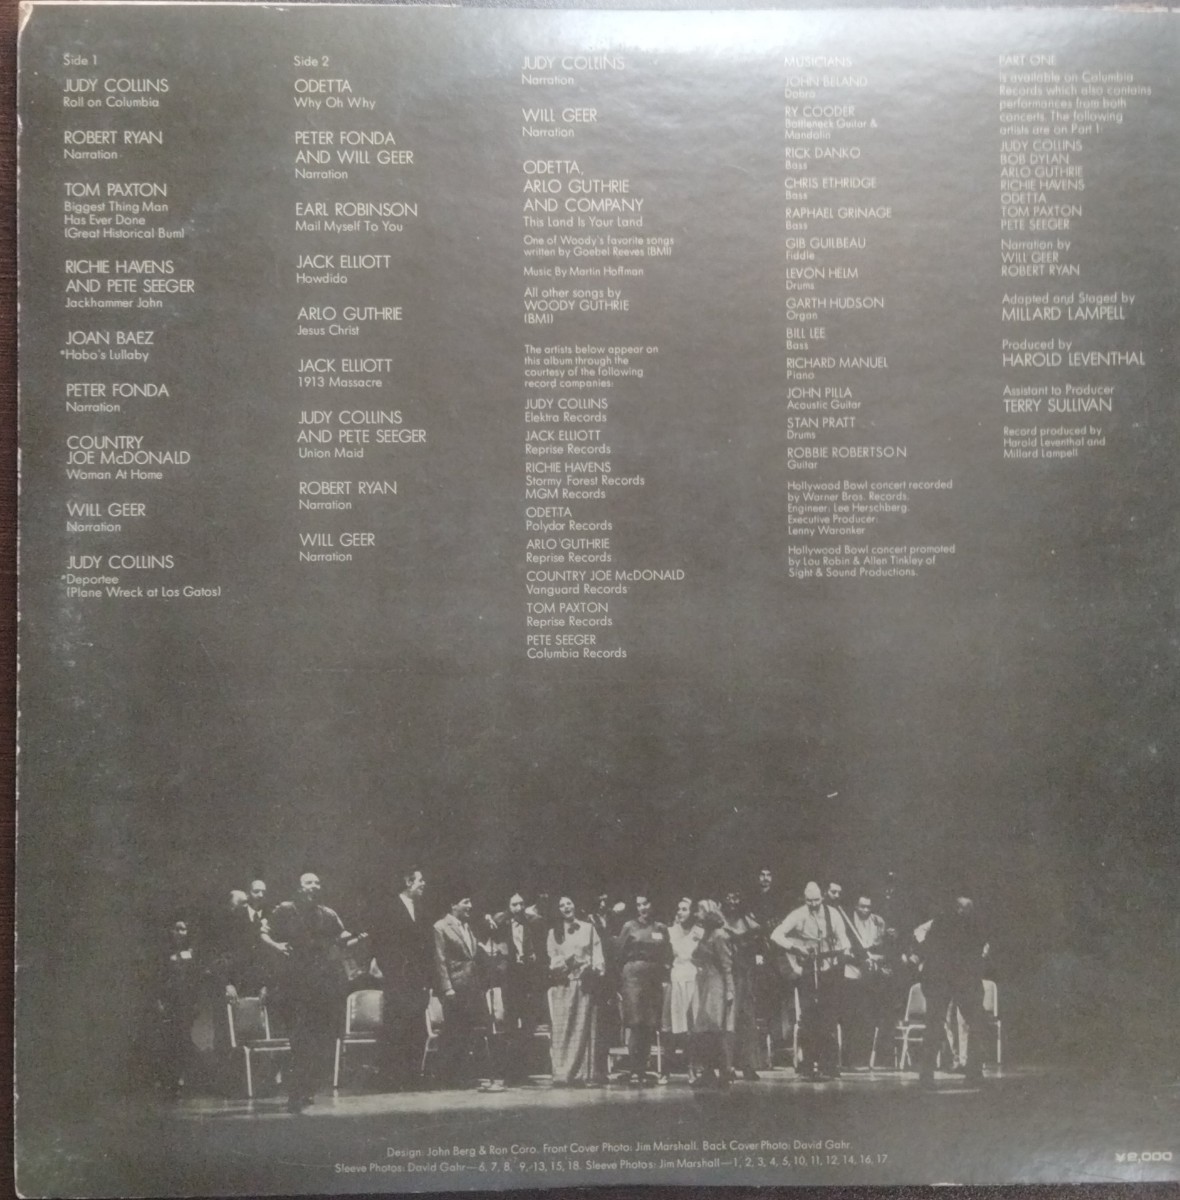 Side 1
JUDY COLLINS
Roll on Columbia
ROBERT RYAN
Narration
TOM PAXTON
Biggest Thing Man
Has Ever Done
(Great Historical Bum)
RICHIE HAVENS
AND PETE SEEGER
Jackhammer John
JOAN BAEZ
*Hobo's Lullaby
PETER FONDA
Narration
COUNTRY
JOE McDONALD
Woman At Home
WILL GEER
Narration
JUDY COLLINS
*Deportee
(Plane Wreck at Los Gatos)
Side 2
ODETTA
Why Oh Why
PETER FONDA
AND WILL GEER
Narration
EARL ROBINSON
Mail Myself To You
JACK ELLIOTT
Howdido
ARLO GUTHRIE
Jesus Christ
JACK ELLIOTT
1913 Massacre
JUDY COLLINS
AND PETE SEEGER
Union Maid
ROBERT RYAN
Narration
WILL GEER
Narration
JUDY COLLINS
Narration
WILL GEER
Narration
ODETTA,
ARLO GUTHRIE
AND COMPANY
This Land Is Your Land
One of Woody's favorite songs
written by Goebel Reeves (BMI)
Music By Martin Hoffman
All other songs by
WOODY GUTHRIE
(BMI)
The artists below appear on
this album through the
courtesy of the following
record companies:
JUDY COLLINS
Elektra Records
JACK ELLIOTT
Reprise Records
RICHIE HAVENS
Stormy Forest Records
MGM Records
ODETTA
Polydor Records
ARLO GUTHRIE
Reprise Records
COUNTRY JOE McDONALD
Vanguard Records
TOM PAXTON
Reprise Records
PETE SEEGER
Columbia Records
MUSICIANS
JOHN BELAND
Dobro
RY COODER
Bottleneck Guitar &
Mandolin
RICK DANKO
Bass
CHRIS ETHRIDGE
Bass
RAPHAEL GRINAGE
Bass
GIB GUILBEAU
Fiddle
LEVON HELM
Drums
GARTH HUDSON
Organ
BILL LEE
Bass
RICHARD MANUEL
Piano
JOHN PILLA
Acoustic Guitar
STAN PRATT
Drums
ROBBIE ROBERTSON
Guitar
Hollywood Bowl concert recorded
by Warner Bros. Records.
Engineer: Lee Herschberg.
Executive Producer:
Lenny Waronker
Hollywood Bowl concert promoted
by Lou Robin & Allen Tinkley of
Sight & Sound Productions.
PART ONE
is available on Columbia
Records which also contains
performances from both
concerts. The following
artists are on Part 1:
JUDY COLLINS
BOB DYLAN
ARLO GUTHRIE
RICHIE HAVENS
ODETTA
TOM PAXTON
PETE SEEGER
Narration by
WILL GEER
ROBERT RYAN
Adapted and Staged by
MILLARD LAMPELL
Produced by
HAROLD LEVENTHAL
Assistant to Producer
TERRY SULLIVAN
Record produced by
Harold Leventhal and
Millard Lampell
Design: John Berg & Ron Coro. Front Cover Photo: Jim Marshall. Back Cover Photo: David Gahr.
Sleeve Photos: David Gahr—6, 7, 8, 9,-13, 15, 18. Sleeve Photos: Jim Marshall—1, 2, 3, 4, 5, 10, 11, 12, 14, 16, 17
¥2,000